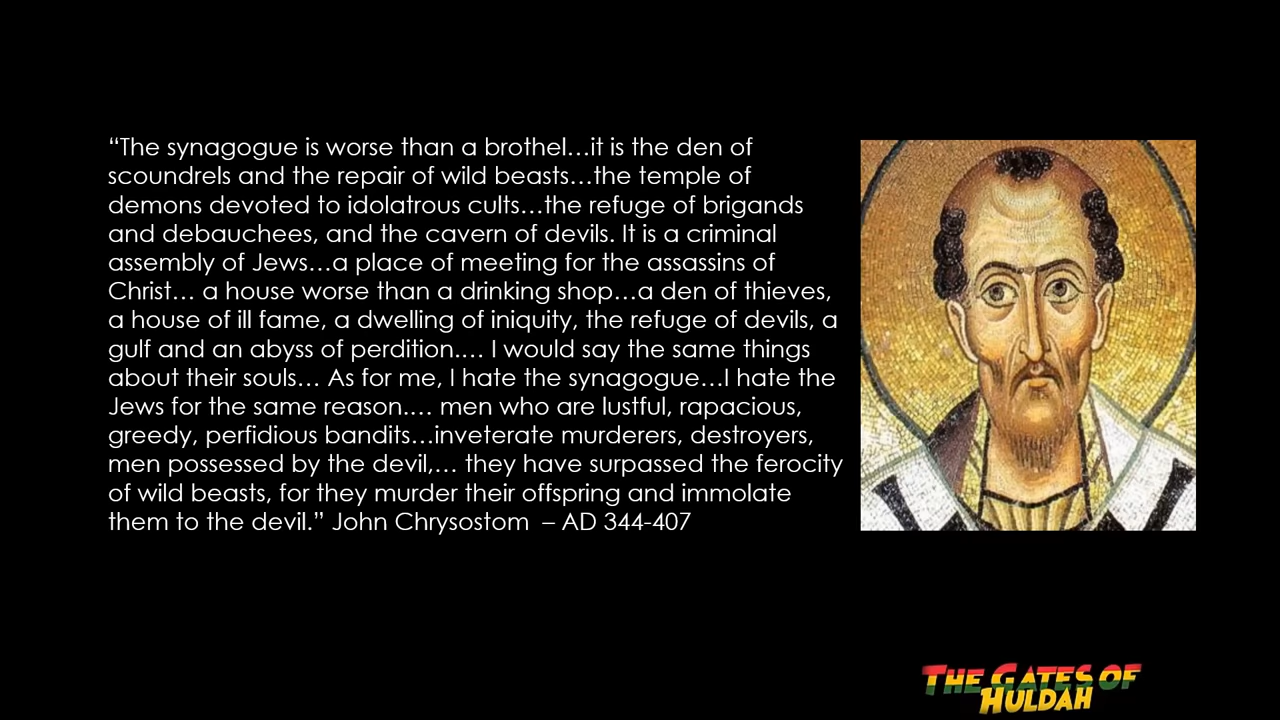 “The synagogue is worse than a brothel…it is the den of
scoundrels and the repair of wild beasts…the temple of
demons devoted to idolatrous cults…the refuge of brigands
and debauchees, and the cavern of devils. It is a criminal
assembly of Jews…a place of meeting for the assassins of
Christ… a house worse than a drinking shop…a den of thieves,
a house of ill fame, a dwelling of iniquity, the refuge of devils, a
gulf and an abyss of perdition.… I would say the same things
about their souls… As for me, I hate the synagogue…I hate the
Jews for the same reason.… men who are lustful, rapacious,
greedy, perfidious bandits…inveterate murderers, destroyers,
men possessed by the devil,… they have surpassed the ferocity
of wild beasts, for they murder their offspring and immolate
them to the devil.” John Chrysostom  – AD 344-407
THE GATES OF
HULDAH